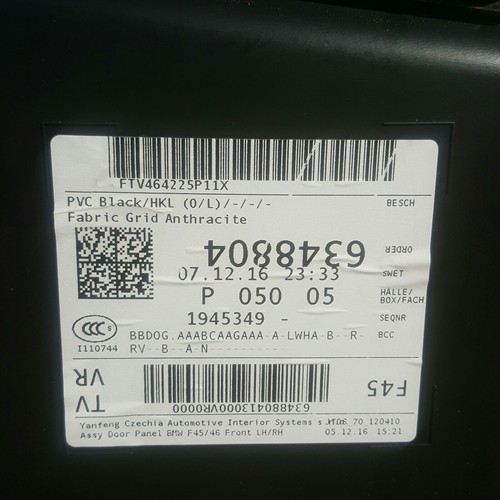 FTV464225P11X
PVC Black/HKL (O/L)/-/-/- BESCH
Fabric Grid Anthracite
6348804 ORDER
07.12.16 23:33 SWET
P 050 05 HALLE/
BOX/FACH
1945349 - SEQNR
CCC S
I110744
BBDOG.AAABCAAGAAA-A-LWHA-B--R- BCC
RV--B--A-N---------
TV VR
F45
634880413000VR0000
Yanfeng Czechia Automotive Interior Systems 70 120410
Assy Door Panel BMW F45/46 Front LH/RH 05.12.16 15:21